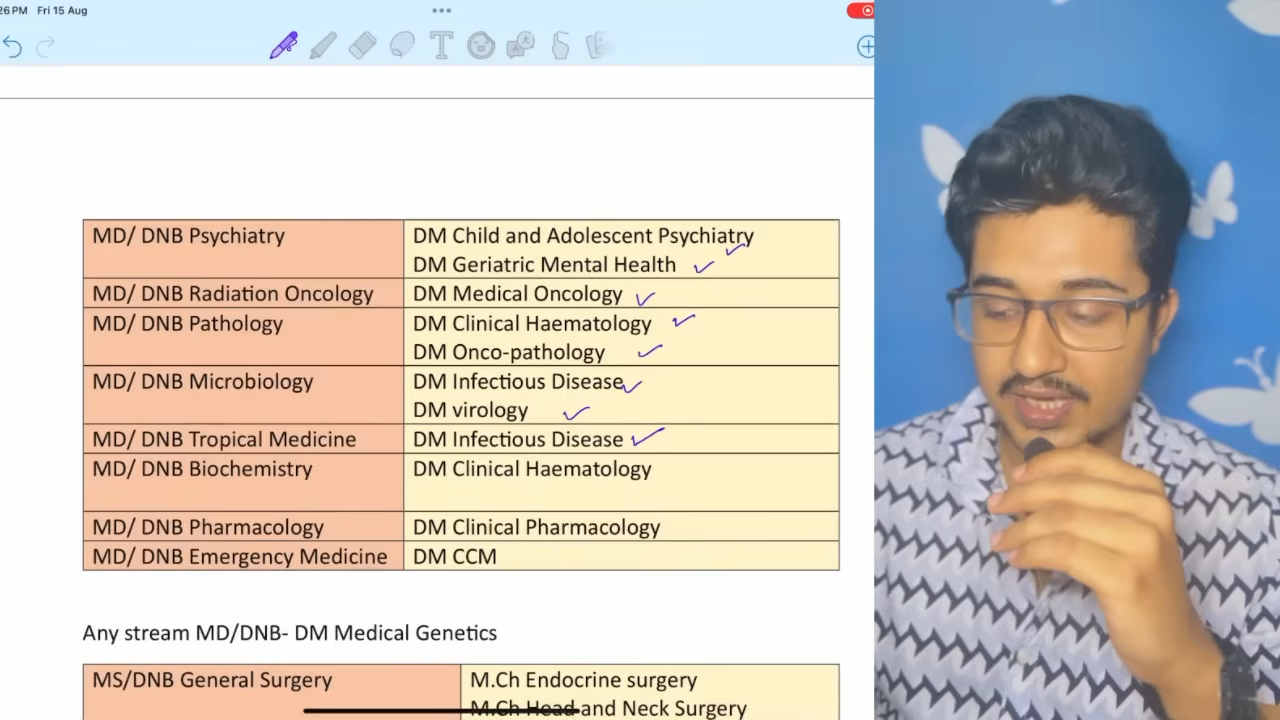 26 PM Fri 15 Aug
MD/ DNB Psychiatry DM Child and Adolescent Psychiatry
DM Geriatric Mental Health
MD/ DNB Radiation Oncology DM Medical Oncology
MD/ DNB Pathology DM Clinical Haematology
DM Onco-pathology
MD/ DNB Microbiology DM Infectious Disease
DM virology
MD/ DNB Tropical Medicine DM Infectious Disease
MD/ DNB Biochemistry DM Clinical Haematology
MD/ DNB Pharmacology DM Clinical Pharmacology
MD/ DNB Emergency Medicine DM CCM
Any stream MD/DNB- DM Medical Genetics
MS/DNB General Surgery M.Ch Endocrine surgery
M.Ch Head and Neck Surgery